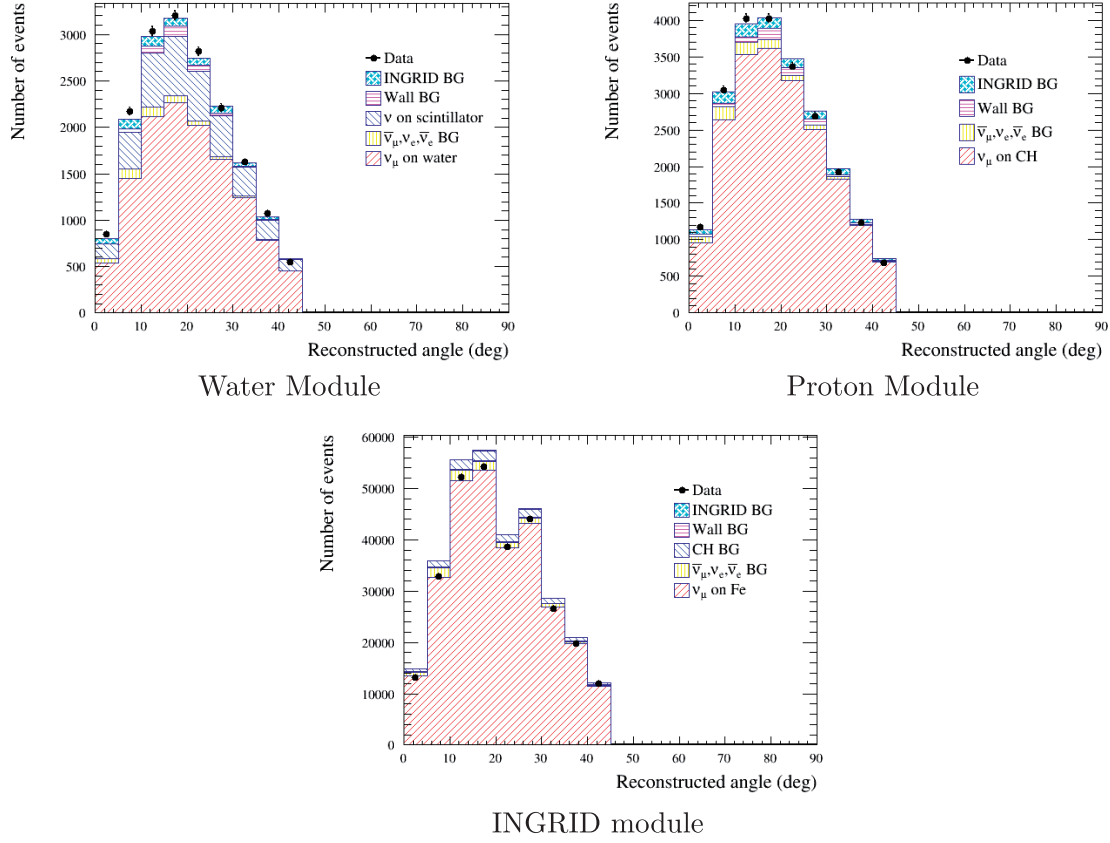 Number of events
3000
2500
2000
1500
1000
500
0
0 10 20 30 40 50 60 70 80 90
Reconstructed angle (deg)
Data
INGRID BG
Wall BG
ν on scintillator
ν̅μ,νe,ν̅e BG
νμ on water
Water Module
Number of events
4000
3500
3000
2500
2000
1500
1000
500
0
0 10 20 30 40 50 60 70 80 90
Reconstructed angle (deg)
Data
INGRID BG
Wall BG
ν̅μ,νe,ν̅e BG
νμ on CH
Proton Module
Number of events
60000
50000
40000
30000
20000
10000
0
0 10 20 30 40 50 60 70 80 90
Reconstructed angle (deg)
Data
INGRID BG
Wall BG
CH BG
ν̅μ,νe,ν̅e BG
νμ on Fe
INGRID module